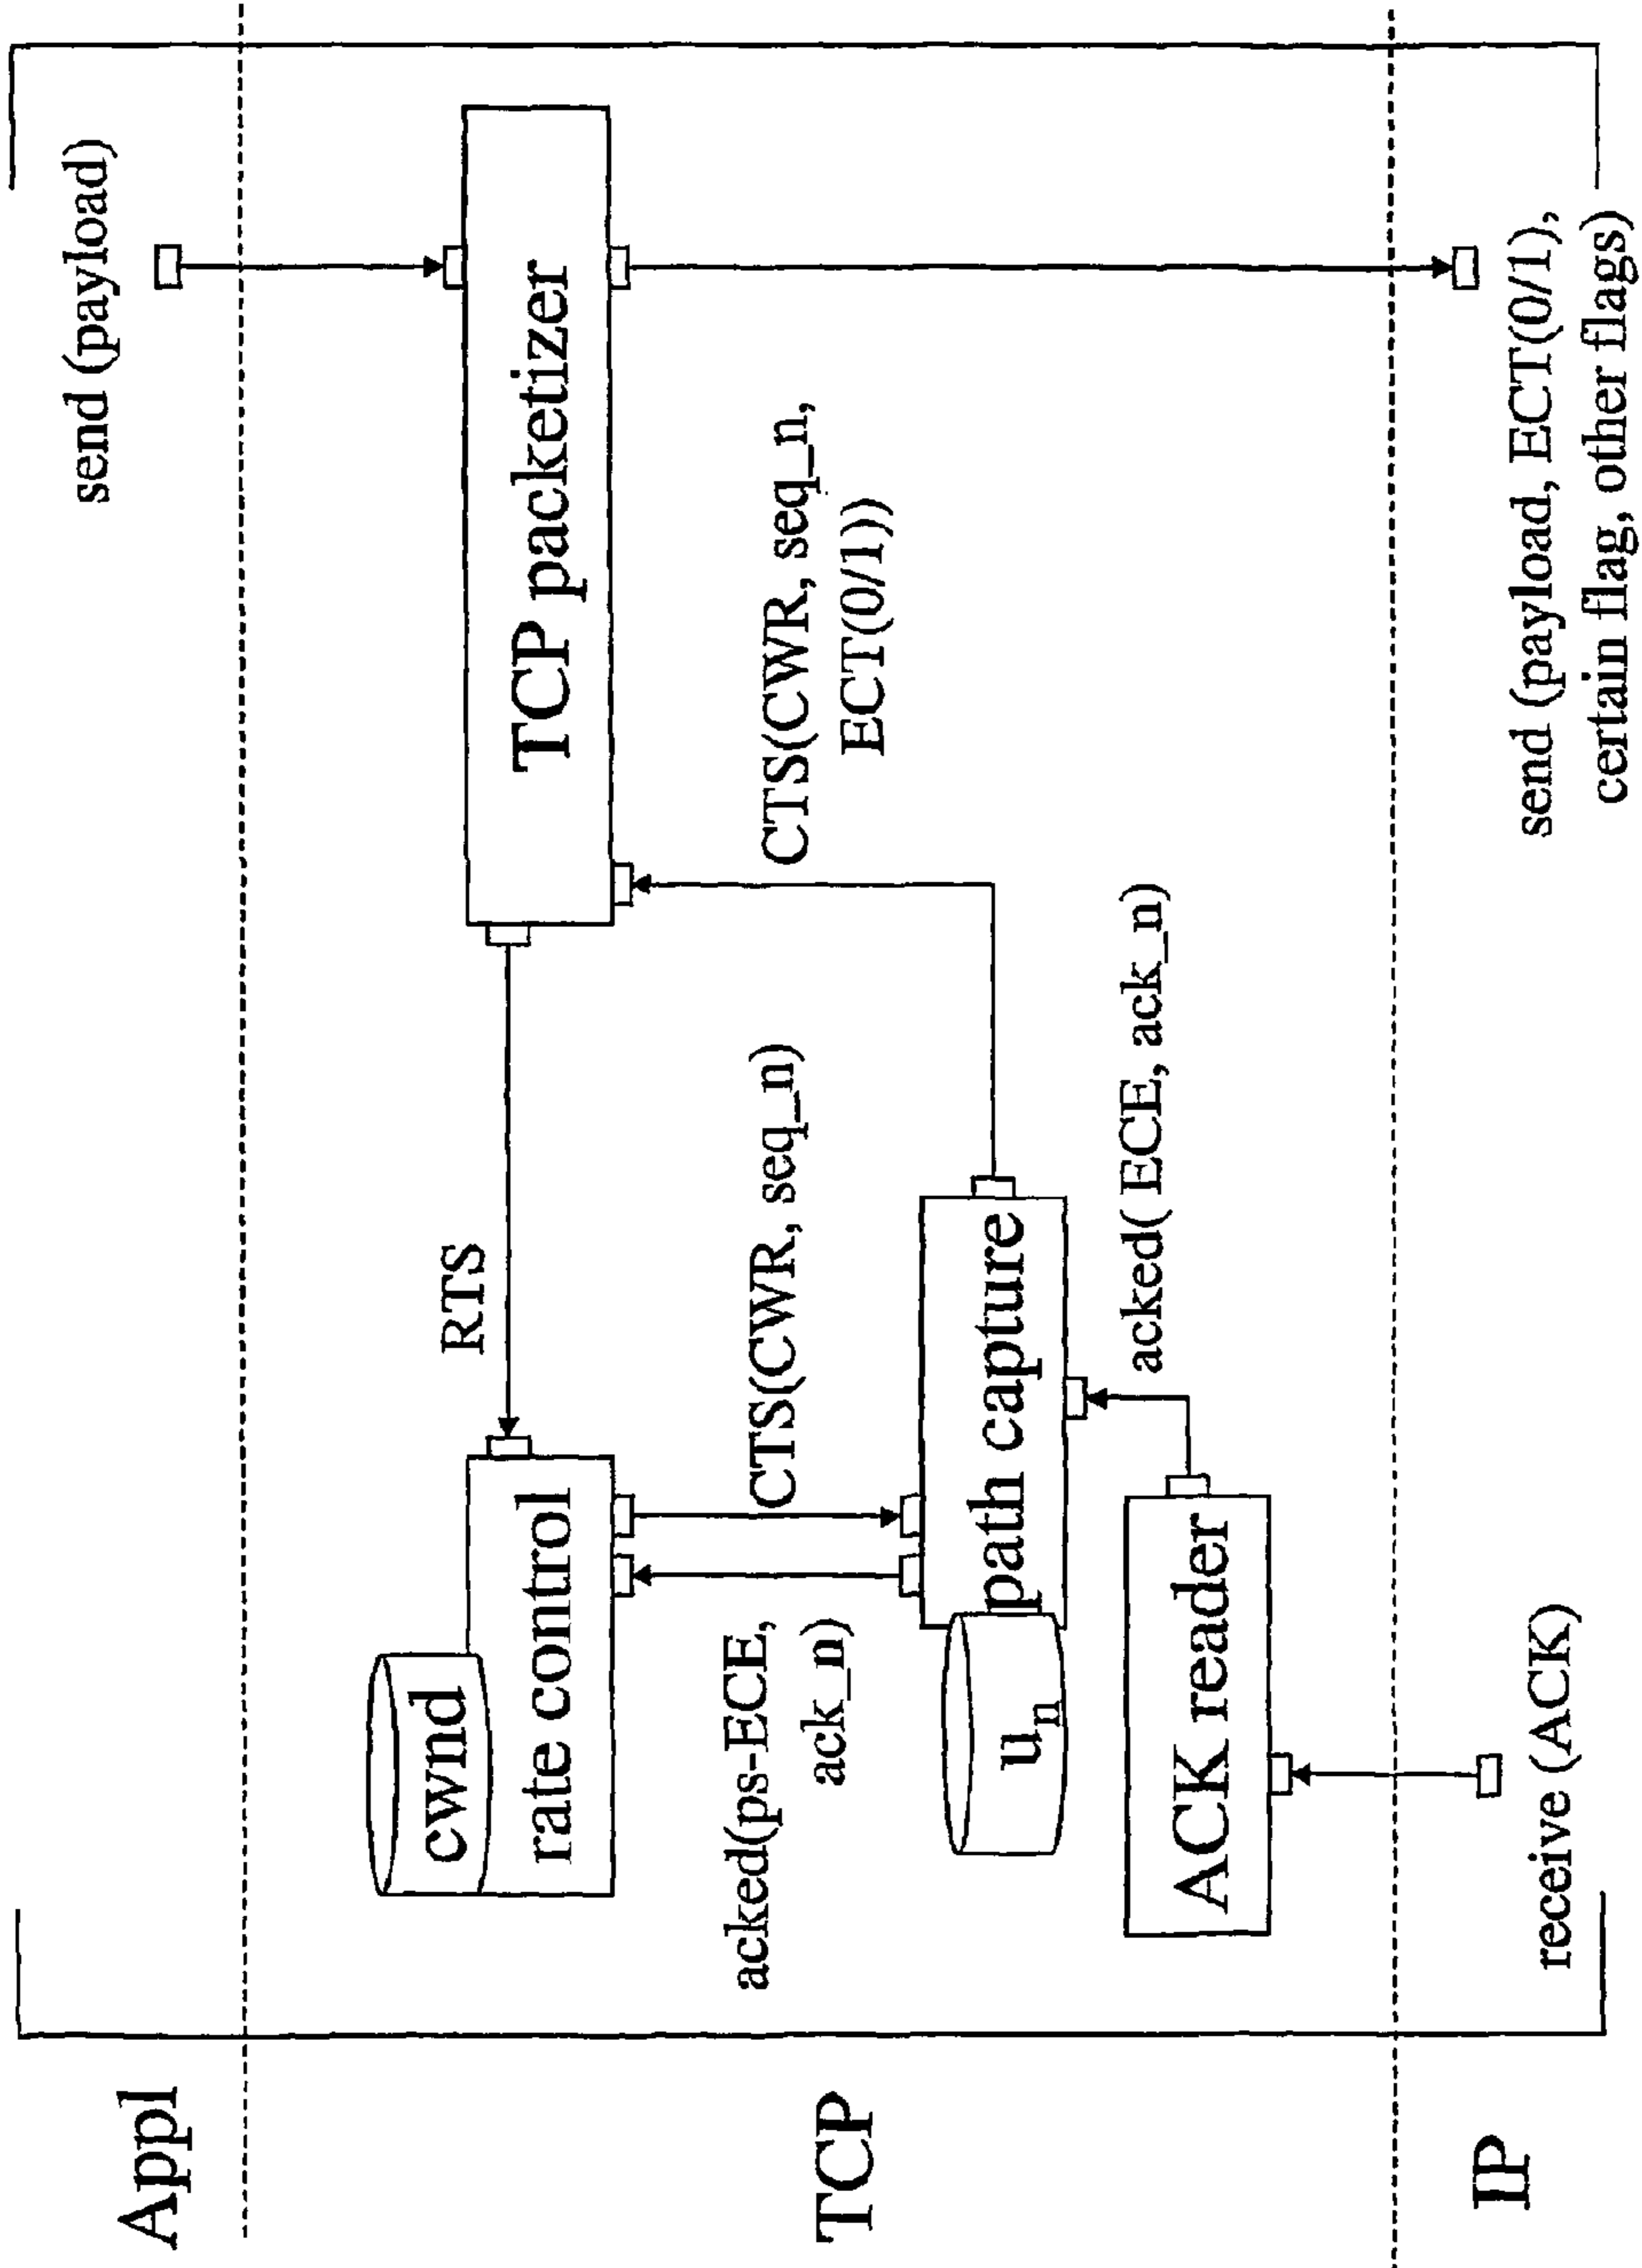 Appl
send (payload)
TCP
cwnd
rate control
RTS
TCP packetizer
acked(ps-ECE,
ack_n)
CTS(CWR, seq_n)
CTS(CWR, seq_n,
ECT(0/1))
u_n
path capture
acked( ECE, ack_n)
ACK reader
IP
receive (ACK)
send (payload, ECT(0/1),
certain flag, other flags)